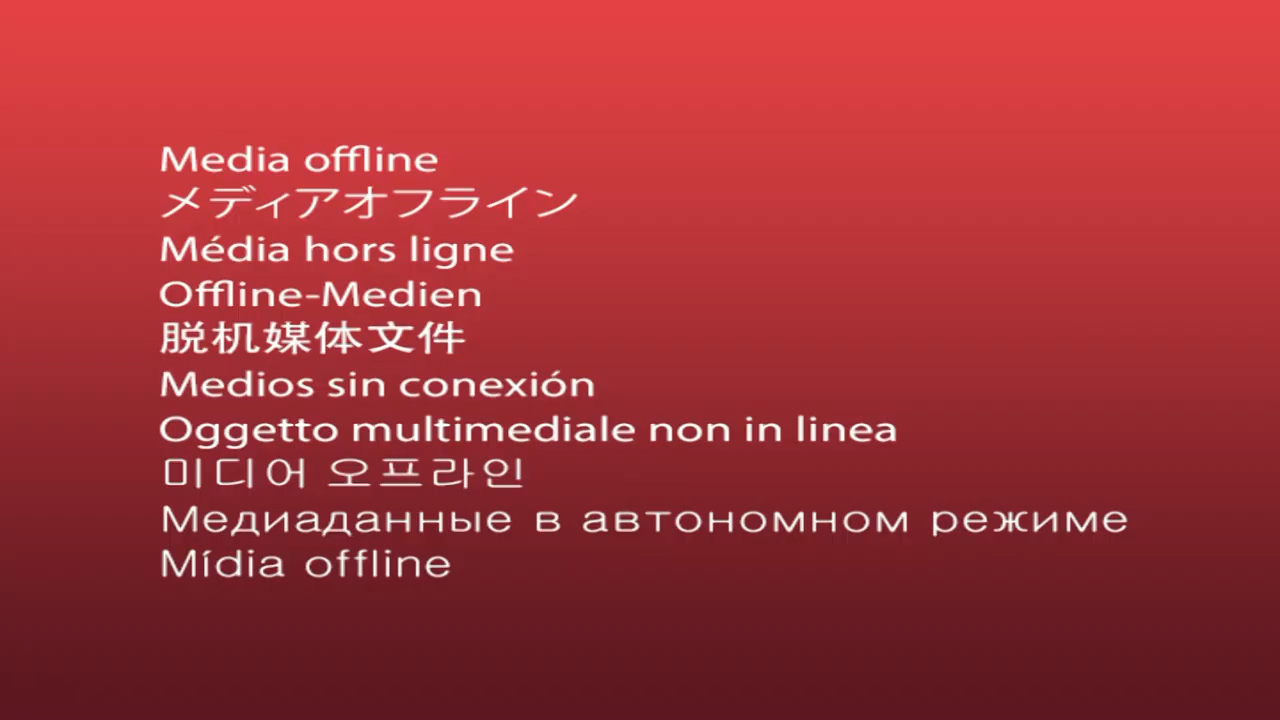 Media offline
メディアオフライン
Média hors ligne
Offline-Medien
脱机媒体文件
Medios sin conexión
Oggetto multimediale non in linea
미디어 오프라인
Медиаданные в автономном режиме
Mídia offline